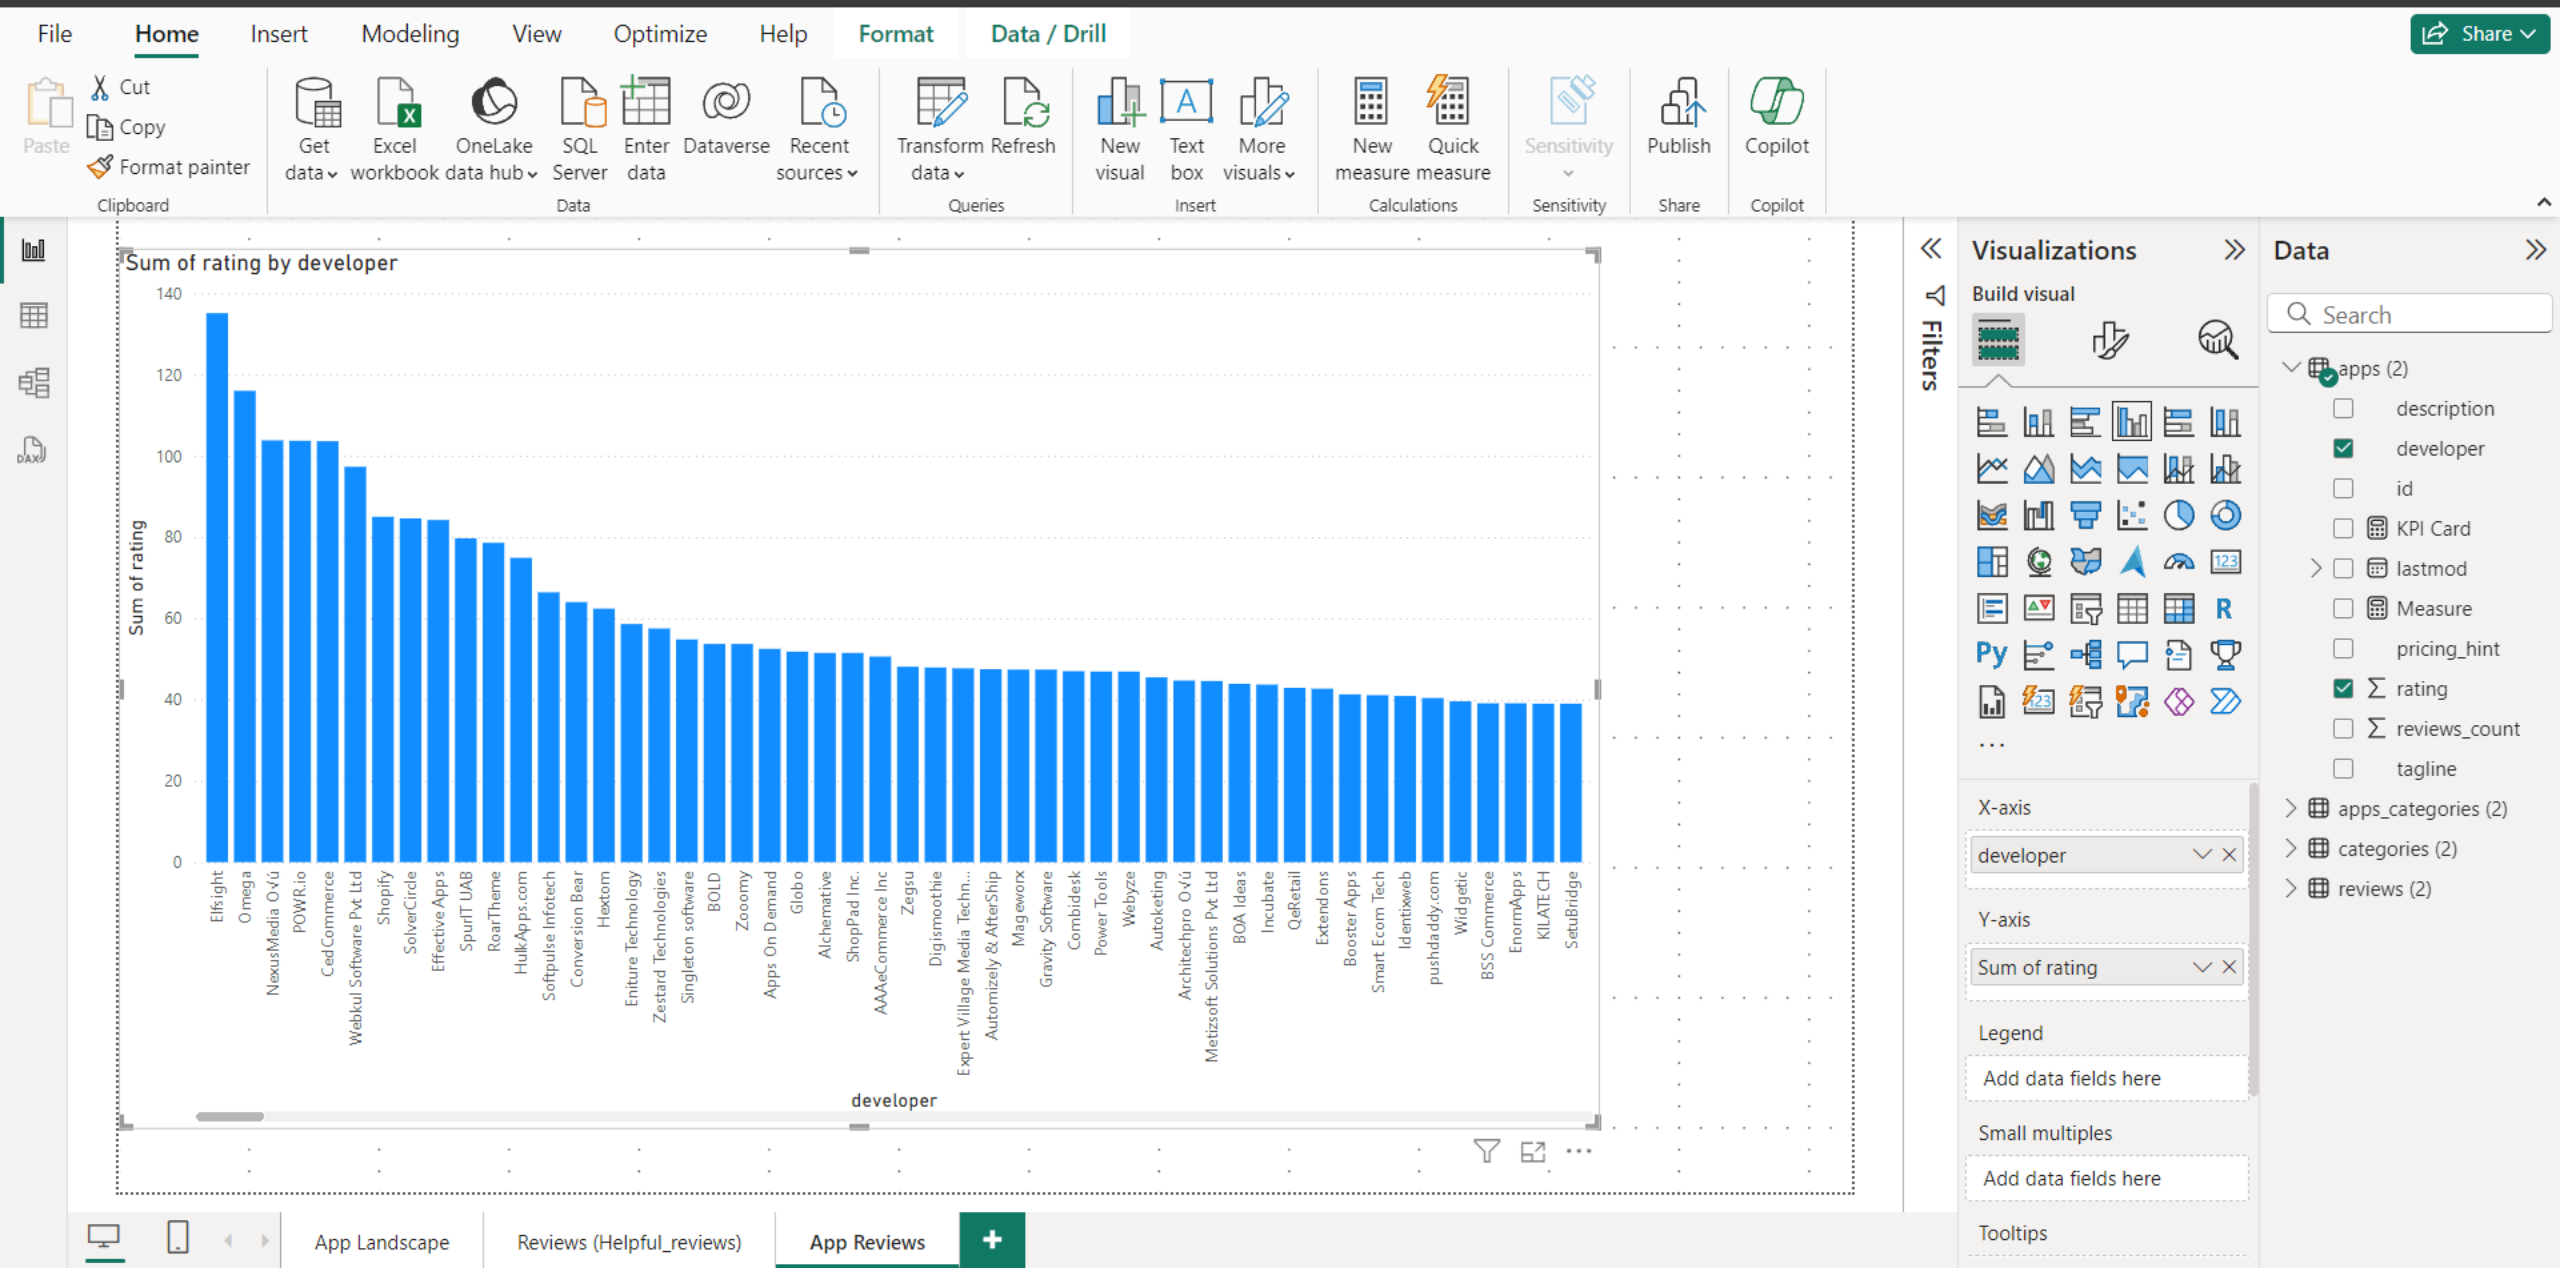 File Home Insert Modeling View Optimize Help Format Data / Drill Share
Paste
Cut
Copy
Format painter
Clipboard
Get data
Excel workbook
OneLake data hub
SQL Server
Enter data
Dataverse
Recent sources
Data
Transform data
Refresh
Queries
New visual
Text box
More visuals
Insert
New measure
Quick measure
Calculations
Sensitivity
Sensitivity
Publish
Share
Copilot
Copilot
DAX
Sum of rating by developer
Sum of rating
140
120
100
80
60
40
20
0
Elfsight
Omega
NexusMedia O√ú
POWR.io
CedCommerce
Webkul Software Pvt Ltd
Shopify
SolverCircle
Effective Apps
SpurIT UAB
RoarTheme
HulkApps.com
Softpulse Infotech
Conversion Bear
Hextom
Eniture Technology
Zestard Technologies
Singleton software
BOLD
Zooomy
Apps On Demand
Globo
Alchemative
ShopPad Inc.
AAAeCommerce Inc
Zegsu
Digismoothie
Expert Village Media Techn...
Automizely & AfterShip
Mageworx
Gravity Software
Combidesk
Power Tools
Webyze
Autoketing
Architechpro O√ú
Metizsoft Solutions Pvt Ltd
BOA Ideas
Incubate
QeRetail
Extendons
Booster Apps
Smart Ecom Tech
Identixweb
pushdaddy.com
Widgetic
BSS Commerce
EnormApps
KILATECH
SetuBridge
developer
App Landscape
Reviews (Helpful_reviews)
App Reviews
Filters
Visualizations
Build visual
123
R
Py
123
...
X-axis
developer
Y-axis
Sum of rating
Legend
Add data fields here
Small multiples
Add data fields here
Tooltips
Data
Search
apps (2)
description
developer
id
KPI Card
lastmod
Measure
pricing_hint
∑ rating
∑ reviews_count
tagline
apps_categories (2)
categories (2)
reviews (2)